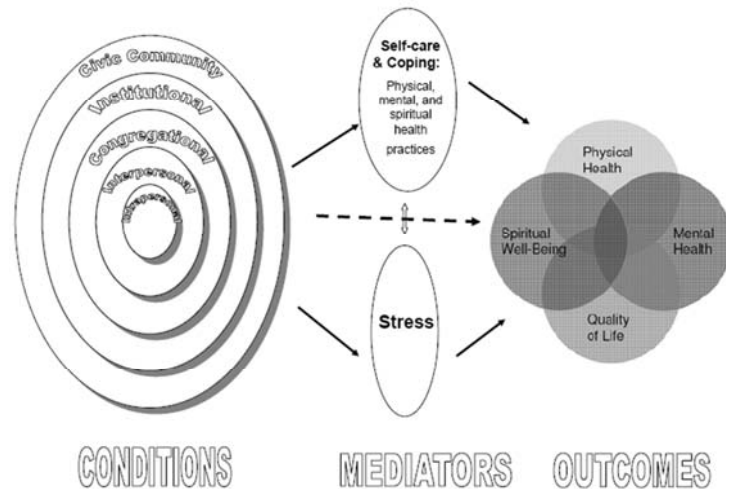 Civic Community
Institutional
Congregational
Interpersonal
Intrapersonal
Self-care
& Coping:
Physical,
mental, and
spiritual
health
practices
Stress
Physical
Health
Spiritual
Well-Being
Mental
Health
Quality
of Life
CONDITIONS
MEDIATORS
OUTCOMES